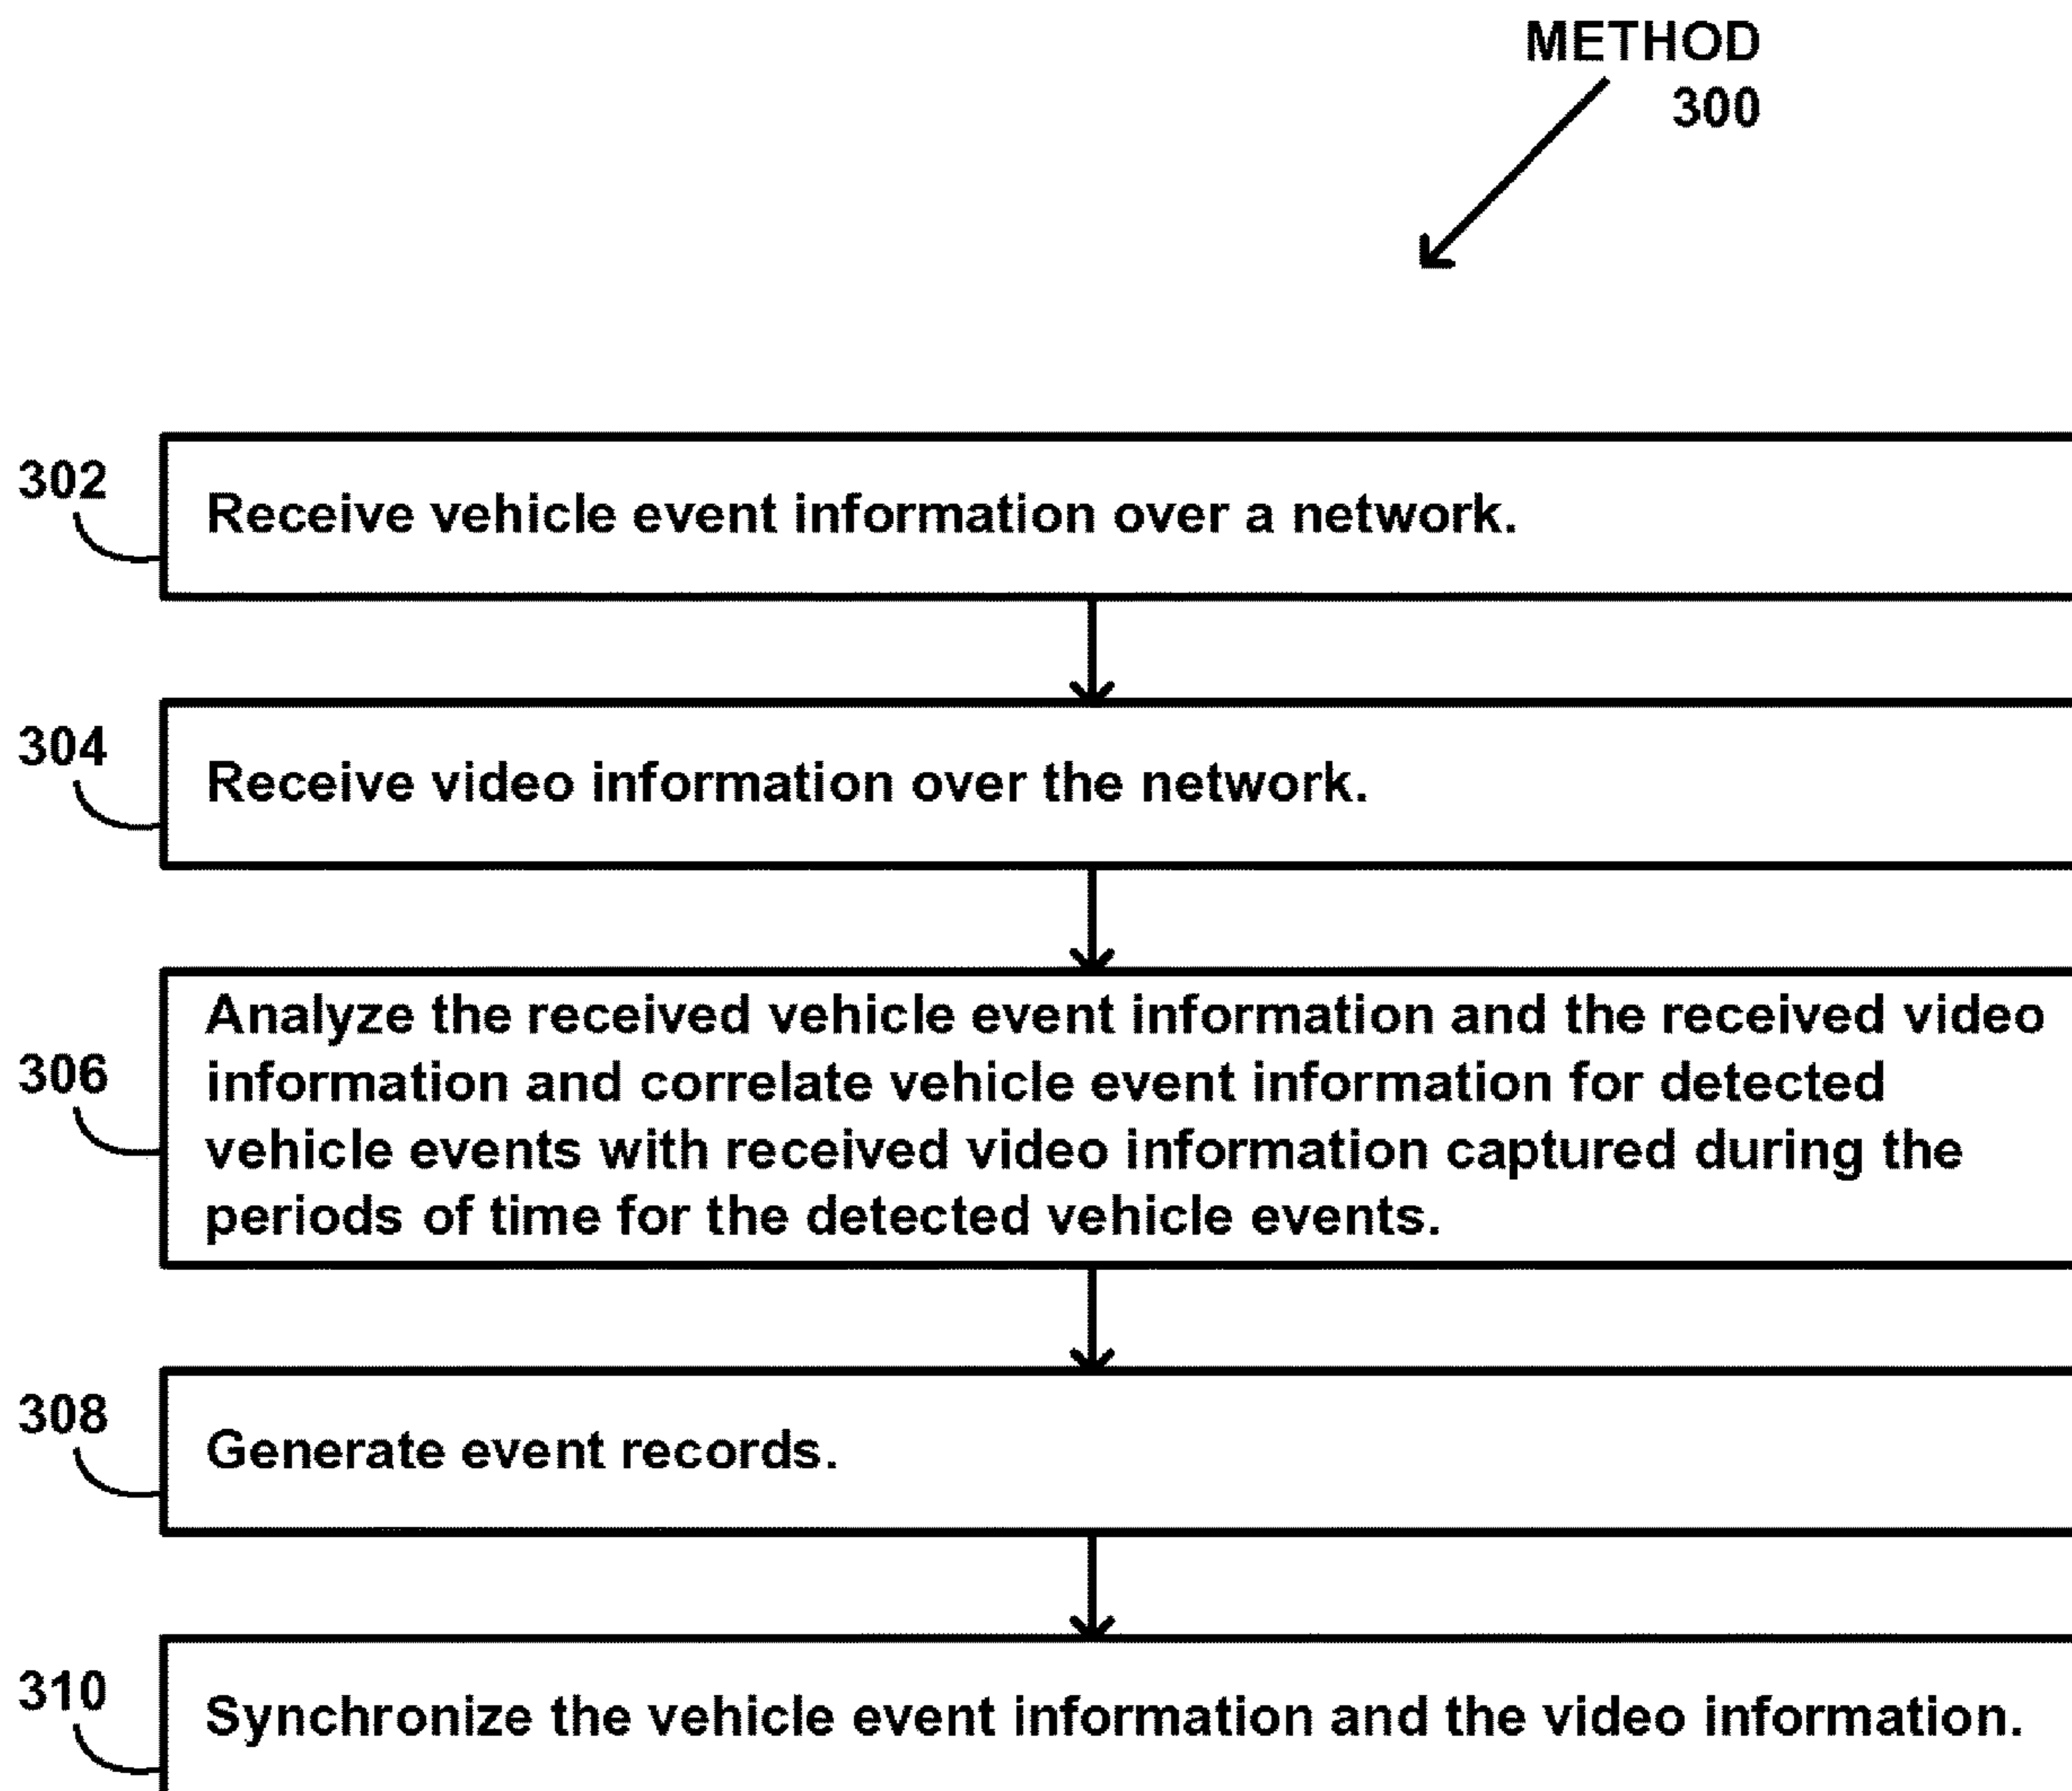 METHOD
300
302
Receive vehicle event information over a network.
304
Receive video information over the network.
306
Analyze the received vehicle event information and the received video
information and correlate vehicle event information for detected
vehicle events with received video information captured during the
periods of time for the detected vehicle events.
308
Generate event records.
310
Synchronize the vehicle event information and the video information.